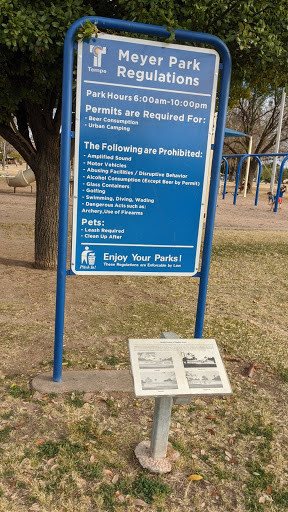 Tempe
Meyer Park
Regulations
Park Hours 6:00am-10:00pm
Permits are Required For:
- Beer Consumption
- Urban Camping
The Following are Prohibited:
- Amplified Sound
- Motor Vehicles
- Abusing Facilities / Disruptive Behavior
- Alcohol Consumption (Except Beer by Permit)
- Glass Containers
- Golfing
- Swimming, Diving, Wading
- Dangerous Acts such as:
Archery, Use of Firearms
Pets:
- Leash Required
- Clean Up After
Pitch In!
Enjoy Your Parks!
These Regulations are Enforceable by Law